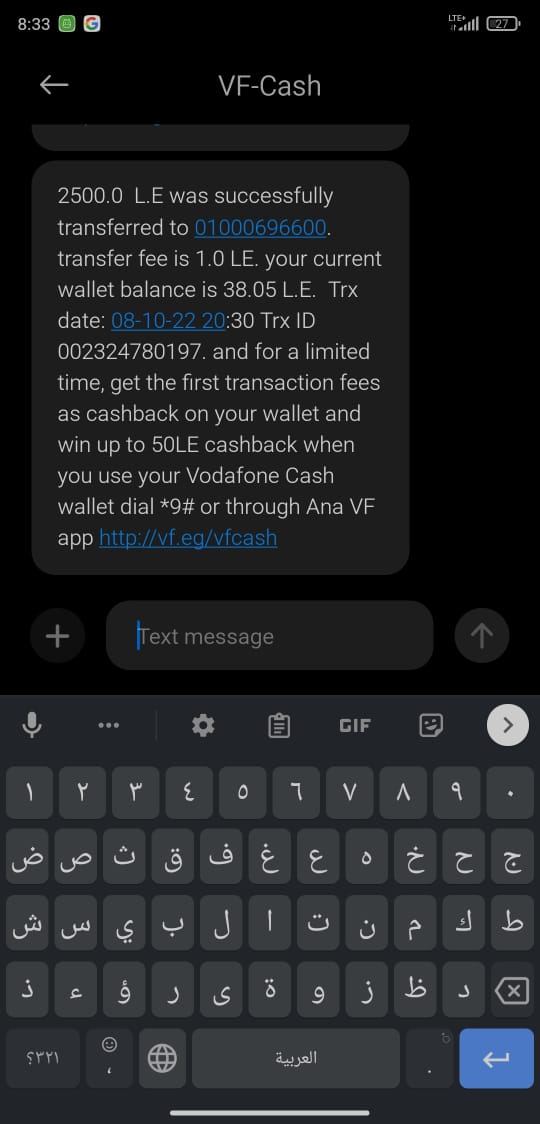 8:33 LTE+ 27
VF-Cash
2500.0 L.E was successfully
transferred to 01000696600.
transfer fee is 1.0 LE. your current
wallet balance is 38.05 L.E. Trx
date: 08-10-22 20:30 Trx ID
002324780197. and for a limited
time, get the first transaction fees
as cashback on your wallet and
win up to 50LE cashback when
you use your Vodafone Cash
wallet dial *9# or through Ana VF
app http://vf.eg/vfcash
Text message
GIF
١ ٢ ٣ ٤ ٥ ٦ ٧ ٨ ٩ ٠
ج ح خ ه ع غ ف ق ث ص ض
ط ك م ن ت ا ل ب ي س ش
د ظ ز و ة ى ر ؤ ء ذ
؟٣٢١ ، العربية .